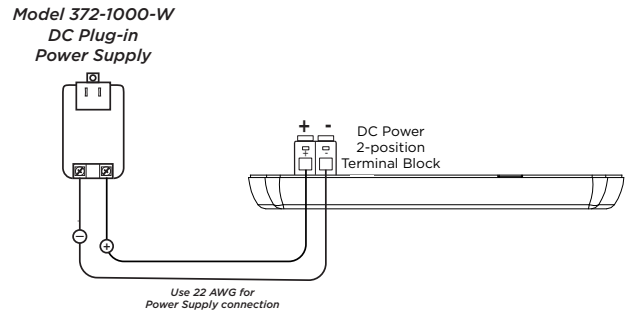 Model 372-1000-W
DC Plug-in
Power Supply
+ -
DC Power
2-position
Terminal Block
+ -
− +
Use 22 AWG for
Power Supply connection